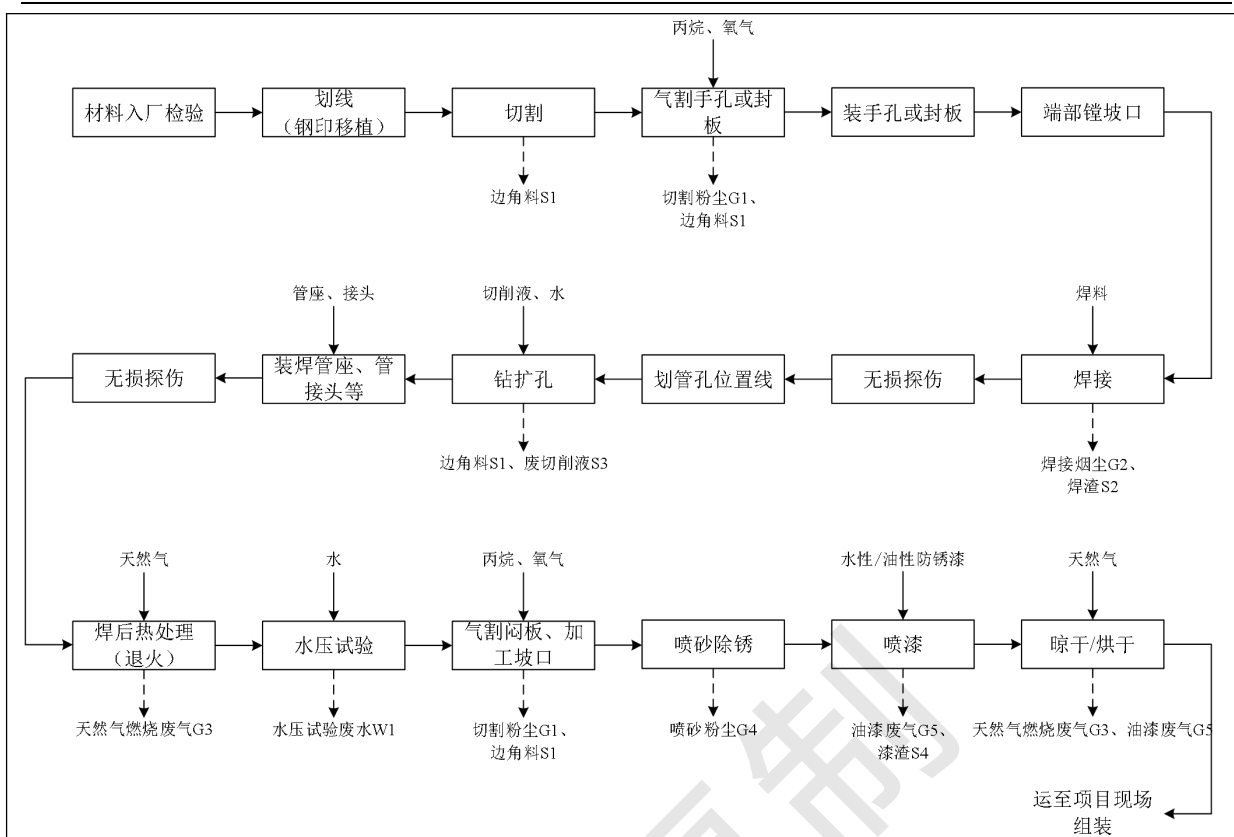 丙烷、氧气
材料入厂检验
划线
（钢印移植）
切割
气割手孔或封
板
装手孔或封板
端部镗坡口
边角料S1
切割粉尘G1、
边角料S1
管座、接头
切削液、水
焊料
无损探伤
装焊管座、管
接头等
钻扩孔
划管孔位置线
无损探伤
焊接
边角料S1、废切削液S3
焊接烟尘G2、
焊渣S2
天然气
水
丙烷、氧气
水性/油性防锈漆
天然气
焊后热处理
（退火）
水压试验
气割闷板、加
工坡口
喷砂除锈
喷漆
晾干/烘干
天然气燃烧废气G3
水压试验废水W1
切割粉尘G1、
边角料S1
喷砂粉尘G4
油漆废气G5、
漆渣S4
天然气燃烧废气G3、油漆废气G5
运至项目现场
组装
制